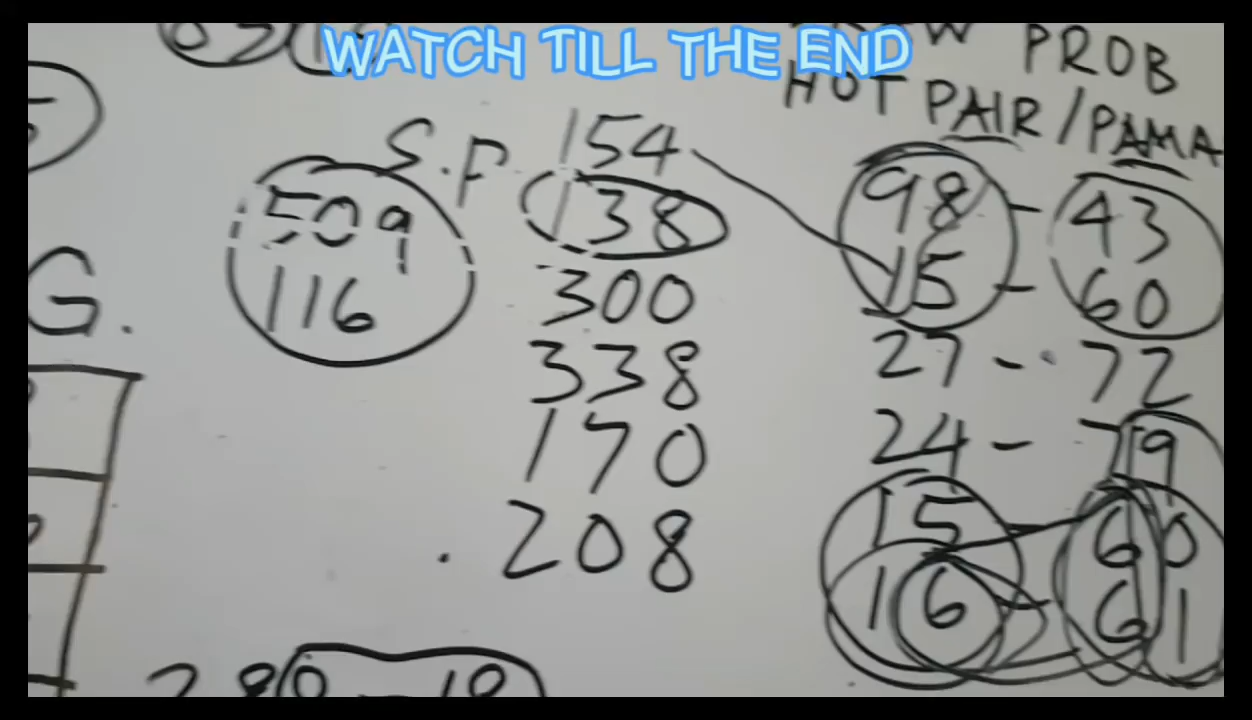 WATCH TILL THE END
PROB
HOT PAIR/PAMA
S.P. 154
138
300
338
170
208
509
116
G.
98 - 43
15 - 60
27 - 72
24 - 79
15 - 60
16 - 61